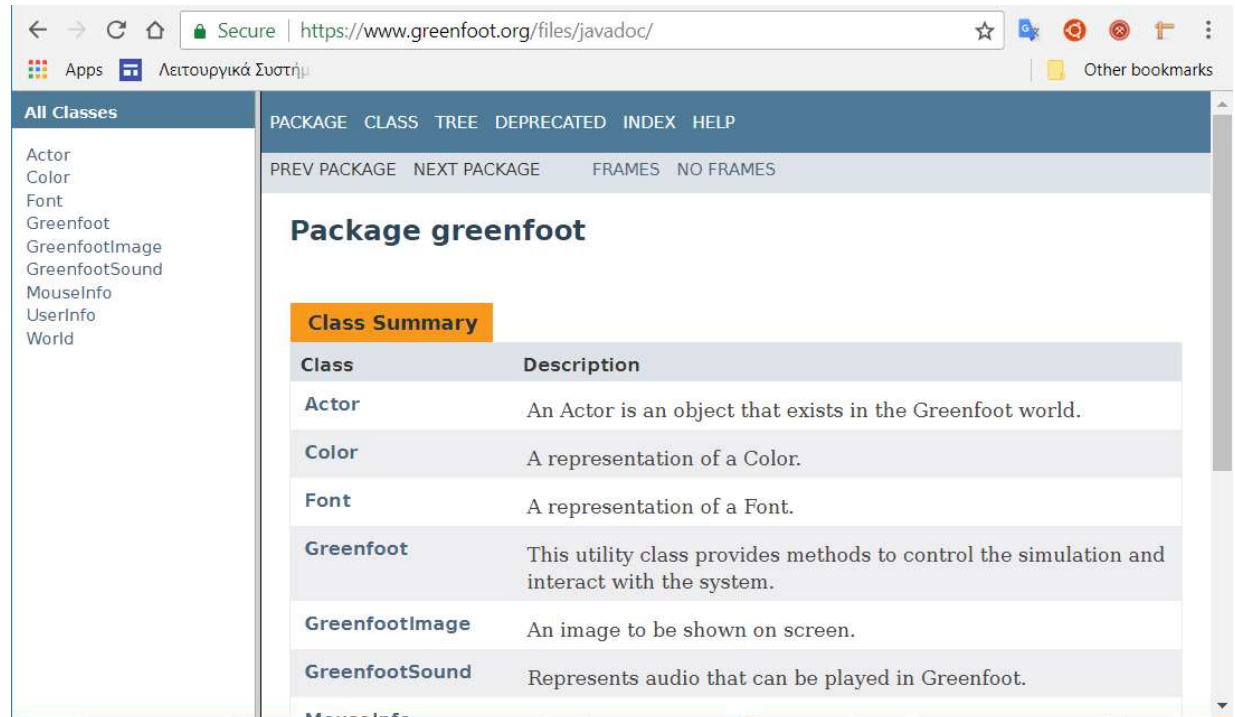 Secure https://www.greenfoot.org/files/javadoc/
Apps Λειτουργικά Συστήμ
Other bookmarks
All Classes
Actor
Color
Font
Greenfoot
GreenfootImage
GreenfootSound
MouseInfo
UserInfo
World
PACKAGE CLASS TREE DEPRECATED INDEX HELP
PREV PACKAGE NEXT PACKAGE FRAMES NO FRAMES
Package greenfoot
Class Summary
Class Description
Actor An Actor is an object that exists in the Greenfoot world.
Color A representation of a Color.
Font A representation of a Font.
Greenfoot This utility class provides methods to control the simulation and
interact with the system.
GreenfootImage An image to be shown on screen.
GreenfootSound Represents audio that can be played in Greenfoot.